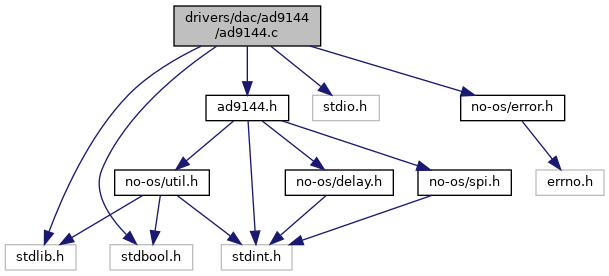 drivers/dac/ad9144
/ad9144.c
ad9144.h
stdio.h
no-os/error.h
no-os/util.h
no-os/delay.h
no-os/spi.h
errno.h
stdlib.h
stdbool.h
stdint.h